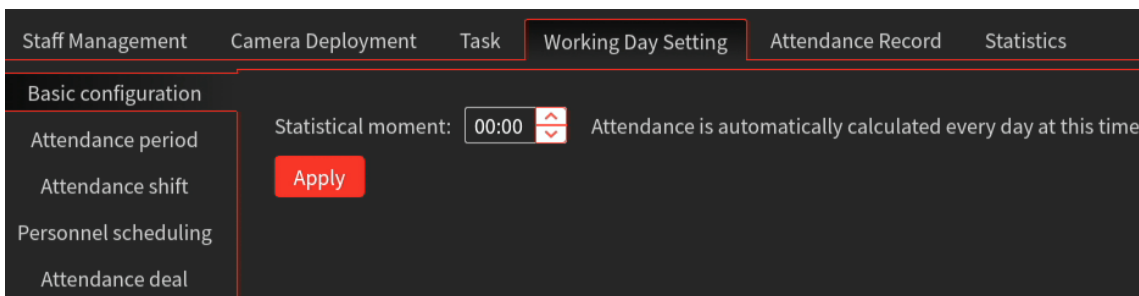 Staff Management Camera Deployment Task Working Day Setting Attendance Record Statistics
Basic configuration
Attendance period
Attendance shift
Personnel scheduling
Attendance deal
Statistical moment: 00:00 Attendance is automatically calculated every day at this time
Apply